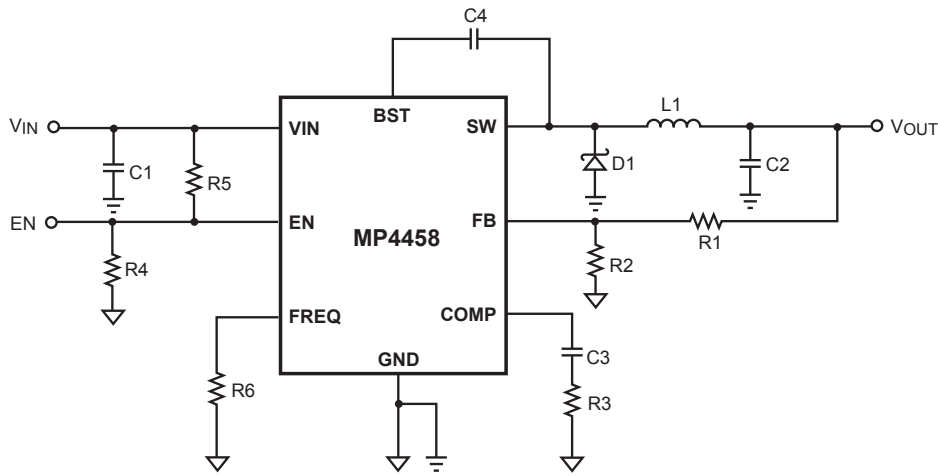 C4
BST
L1
VIN
VIN
SW
VOUT
C1
R5
D1
C2
EN
EN
FB
MP4458
R1
R4
R2
FREQ
COMP
GND
C3
R6
R3